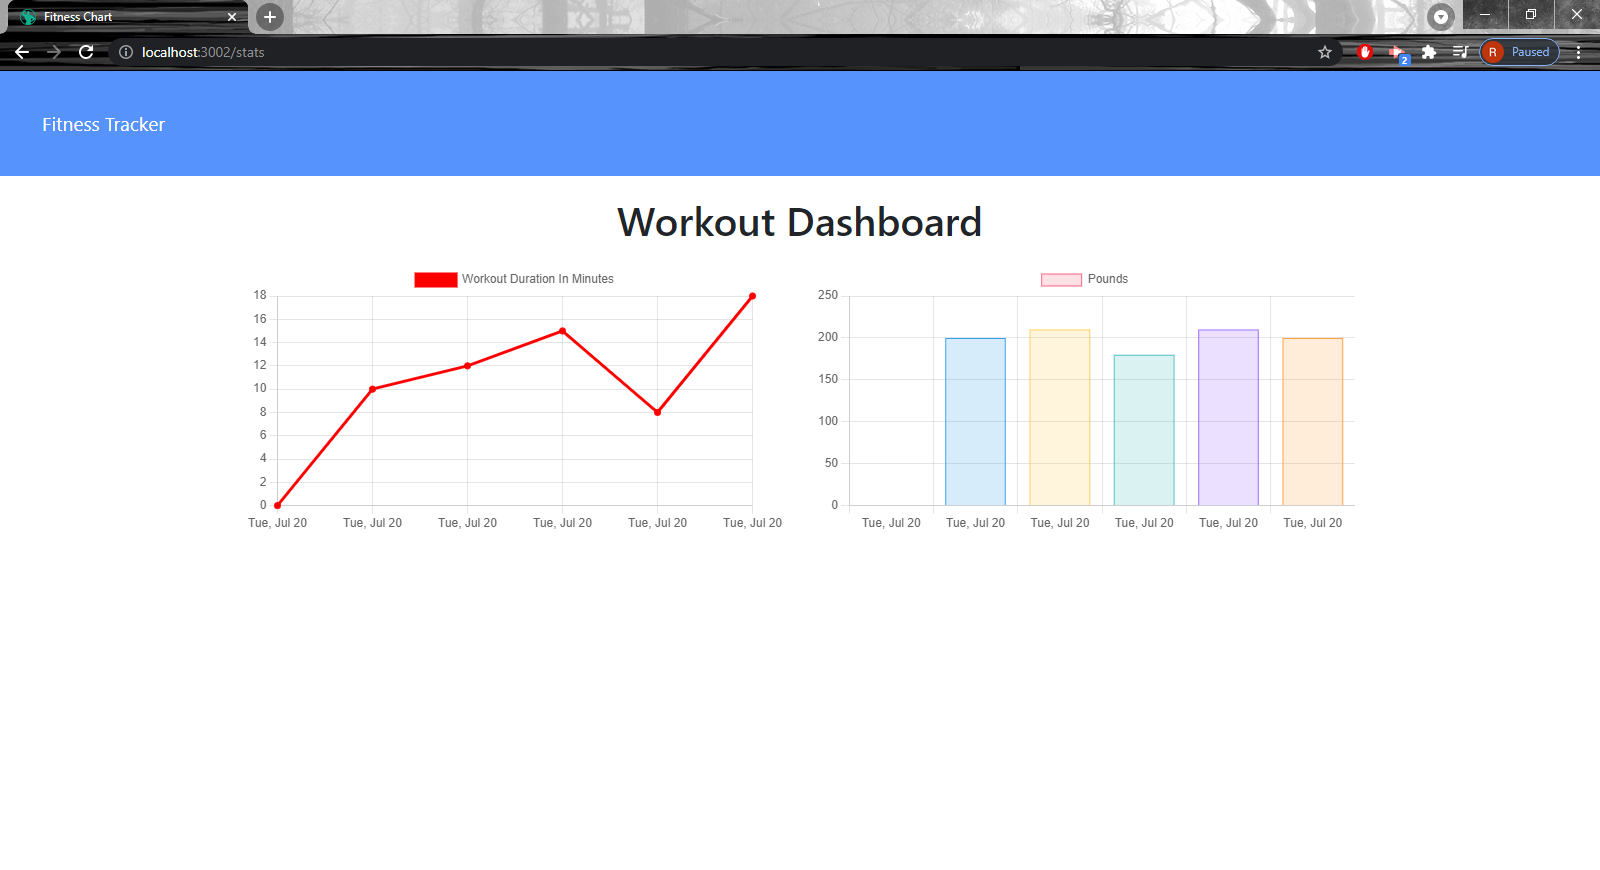 Fitness Chart
localhost:3002/stats
2
R
Paused
Fitness Tracker
Workout Dashboard
Workout Duration In Minutes
18
16
14
12
10
8
6
4
2
0
Tue, Jul 20 Tue, Jul 20 Tue, Jul 20 Tue, Jul 20 Tue, Jul 20 Tue, Jul 20
Pounds
250
200
150
100
50
0
Tue, Jul 20 Tue, Jul 20 Tue, Jul 20 Tue, Jul 20 Tue, Jul 20 Tue, Jul 20